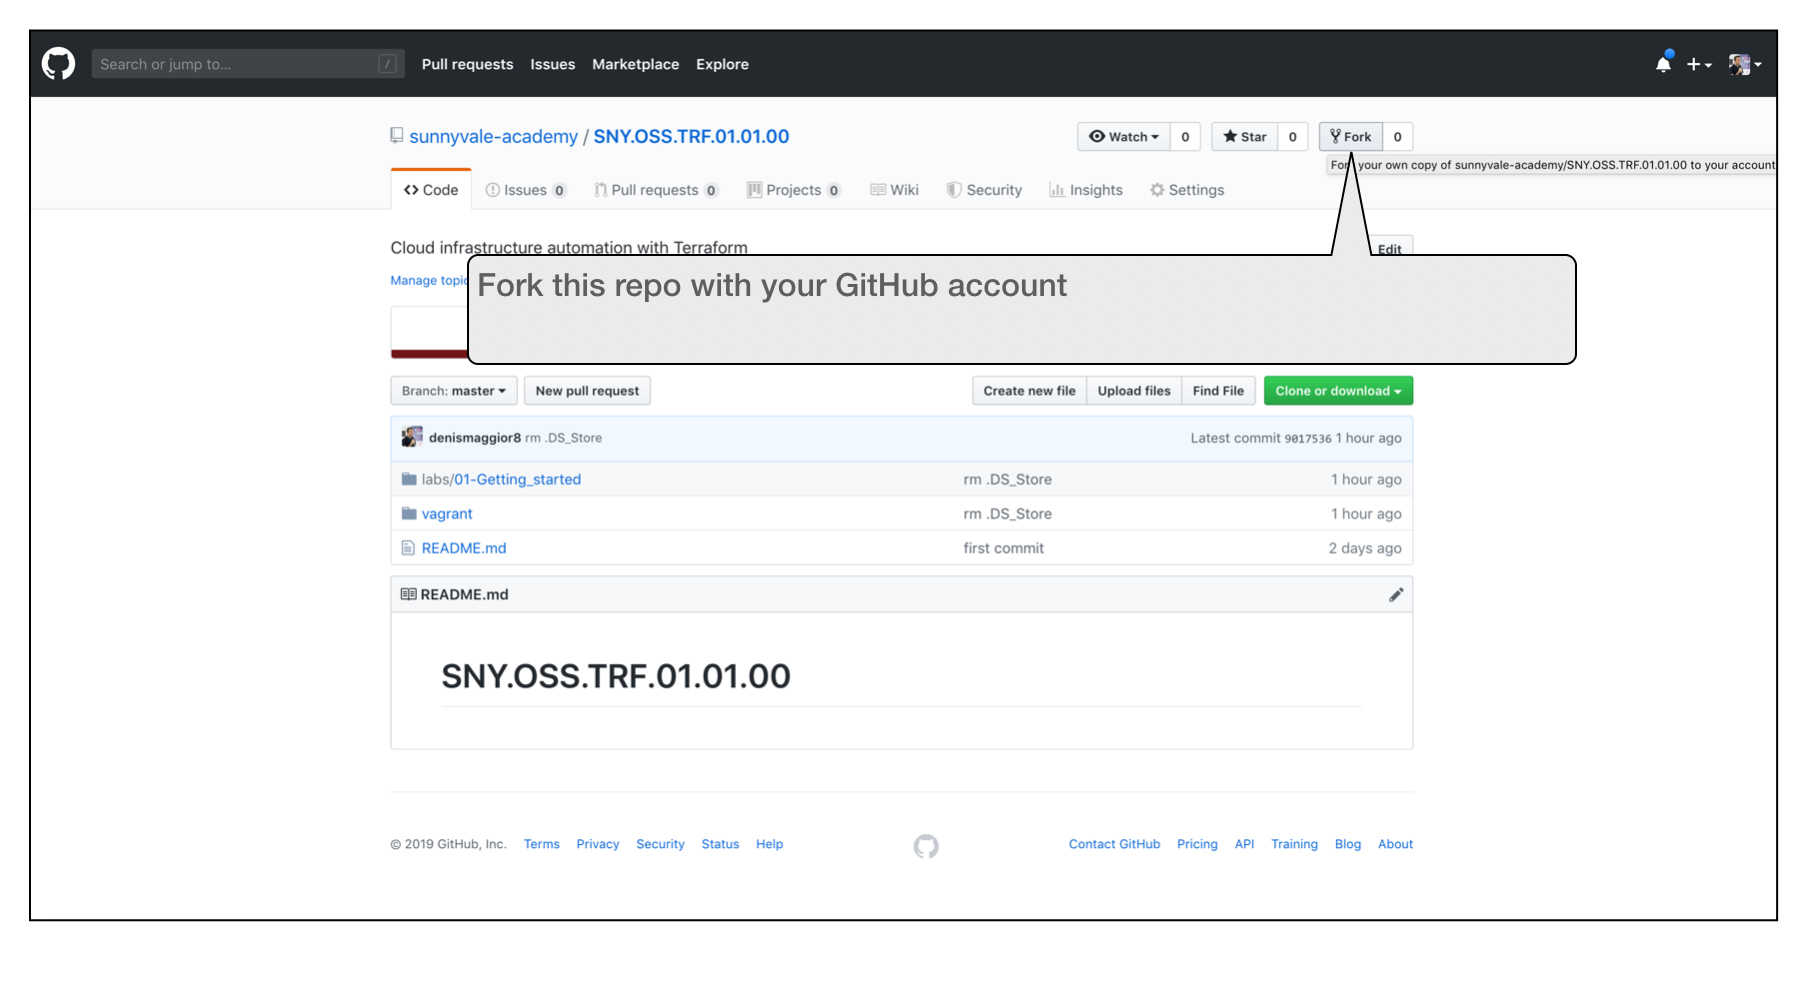 Search or jump to... /
Pull requests Issues Marketplace Explore
sunnyvale-academy / SNY.OSS.TRF.01.01.00
Watch 0 Star 0 Fork 0
your own copy of sunnyvale-academy/SNY.OSS.TRF.01.01.00 to your account
Code Issues 0 Pull requests 0 Projects 0 Wiki Security Insights Settings
Cloud infrastructure automation with Terraform
Edit
Manage
Fork this repo with your GitHub account
Branch: master New pull request Create new file Upload files Find File Clone or download
denismaggior8 rm .DS_Store Latest commit 9017536 1 hour ago
labs/01-Getting_started rm .DS_Store 1 hour ago
vagrant rm .DS_Store 1 hour ago
README.md first commit 2 days ago
README.md
SNY.OSS.TRF.01.01.00
© 2019 GitHub, Inc. Terms Privacy Security Status Help Contact GitHub Pricing API Training Blog About